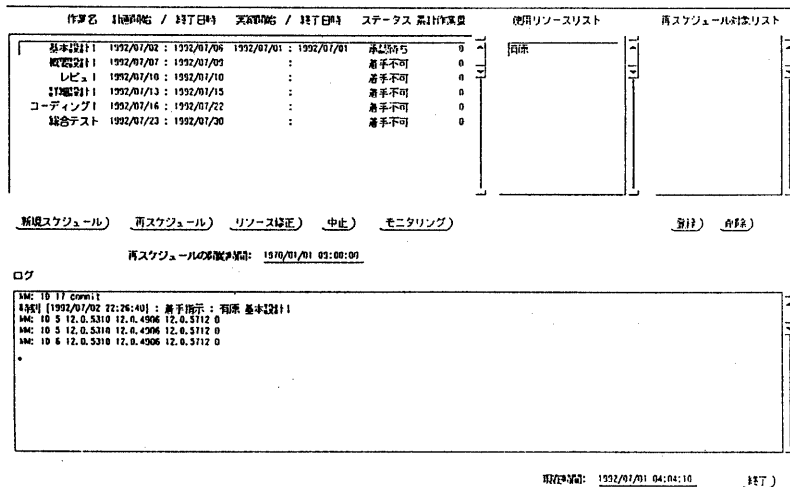 作業名 計画開始 / 終了日時 実際開始 / 終了日時 ステータス 累計作業量 使用リソースリスト 再スケジュール対象リスト
基本設計1 1992/07/02 : 1992/07/06 1992/07/01 : 1992/07/01 承認待ち 0 有原
概略設計1 1992/07/07 : 1992/07/09 : 着手不可 0
レビュ1 1992/07/10 : 1992/07/10 : 着手不可 0
詳細設計1 1992/07/13 : 1992/07/15 : 着手不可 0
コーディング1 1992/07/16 : 1992/07/22 : 着手不可 0
総合テスト 1992/07/23 : 1992/07/30 : 着手不可 0
新規スケジュール) 再スケジュール) リソース修正) 中止) モニタリング) 登録) 削除)
再スケジュールの開始時間: 1970/01/01 09:00:00
ログ
MM: ID 17 commit
時刻 [1992/07/02 22:26:40] : 着手指示 : 有原 基本設計1
MM: ID 5 12.0.5310 12.0.4906 12.0.5712 0
MM: ID 5 12.0.5310 12.0.4906 12.0.5712 0
MM: ID 6 12.0.5310 12.0.4906 12.0.5712 0
現在時間: 1992/07/01 04:04:10 終了)